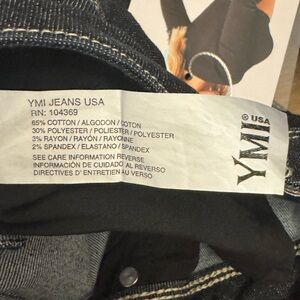 YMI JEANS USA
RN: 104369
65% COTTON / ALGODON / COTON
30% POLYESTER / POLIESTER / POLYESTER
3% RAYON / RAYÓN / RAYONNE
2% SPANDEX / ELASTANO / SPANDEX
SEE CARE INFORMATION REVERSE
INFORMACIÓN DE CUIDADO AL REVERSO
DIRECTIVES D' ENTRETIEN AU VERSO
YMI ® USA